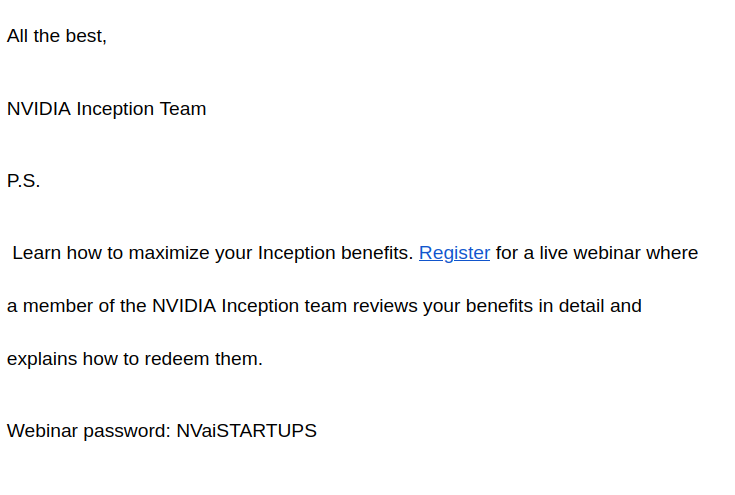 All the best,
NVIDIA Inception Team
P.S.
Learn how to maximize your Inception benefits. Register for a live webinar where
a member of the NVIDIA Inception team reviews your benefits in detail and
explains how to redeem them.
Webinar password: NVaiSTARTUPS